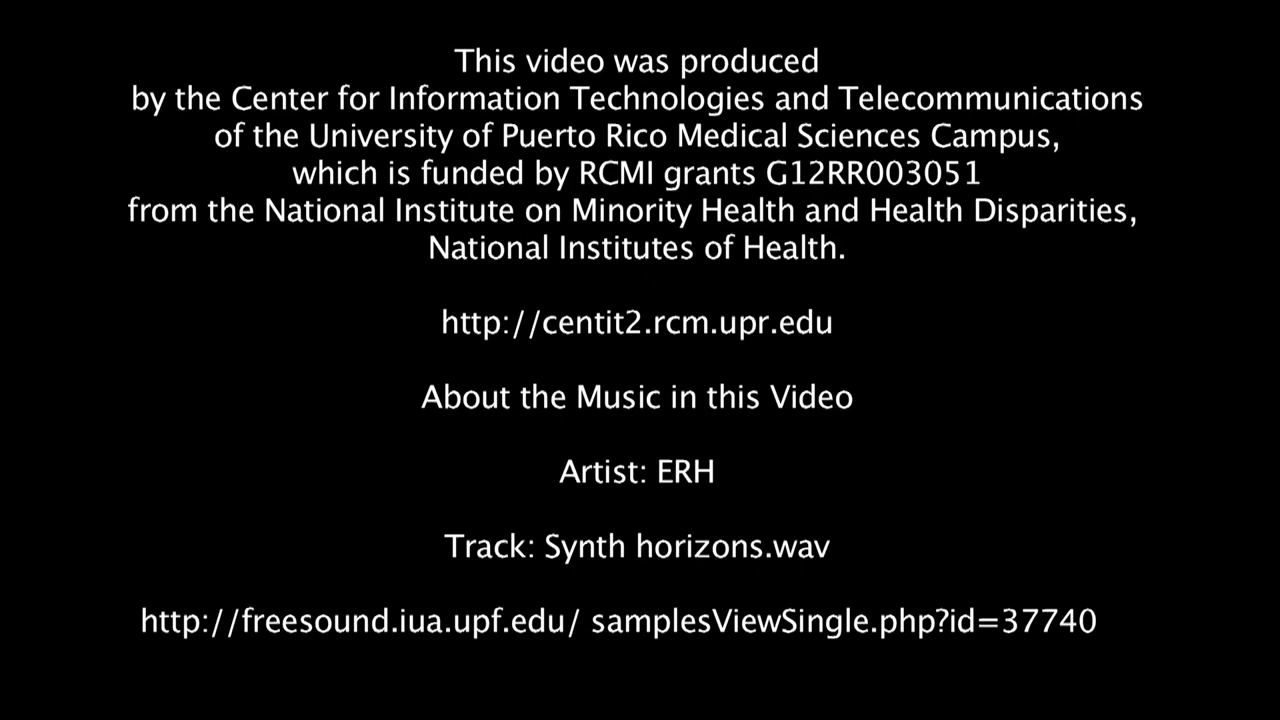 This video was produced
by the Center for Information Technologies and Telecommunications
of the University of Puerto Rico Medical Sciences Campus,
which is funded by RCMI grants G12RR003051
from the National Institute on Minority Health and Health Disparities,
National Institutes of Health.
http://centit2.rcm.upr.edu
About the Music in this Video
Artist: ERH
Track: Synth horizons.wav
http://freesound.iua.upf.edu/ samplesViewSingle.php?id=37740